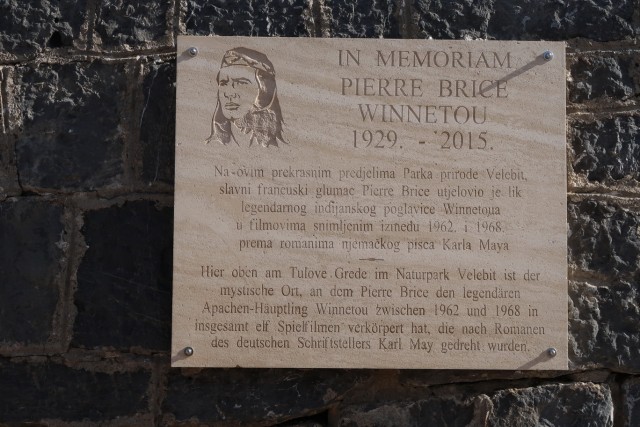 IN MEMORIAM
PIERRE BRICE
WINNETOU
1929. - 2015.
Na ovim prekrasnim predjelima Parka prirode Velebit,
slavni francuski glumac Pierre Brice utjelovio je lik
legendarnog indijanskog poglavice Winnetoua
u filmovima snimljenim između 1962. i 1968.
prema romanima njemačkog pisca Karla Maya
Hier oben am Tulove Grede im Naturpark Velebit ist der
mystische Ort, an dem Pierre Brice den legendären
Apachen-Häuptling Winnetou zwischen 1962 und 1968 in
insgesamt elf Spielfilmen verkörpert hat, die nach Romanen
des deutschen Schriftstellers Karl May gedreht wurden.